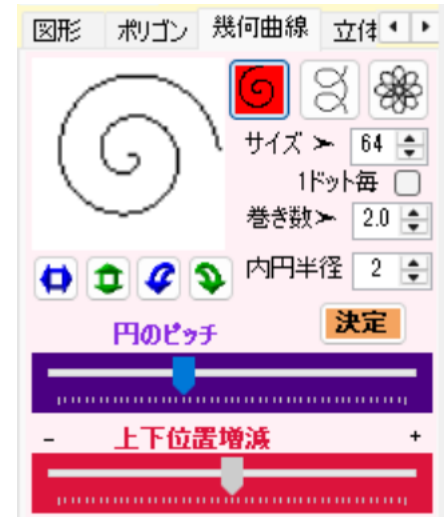 図形 ポリゴン 幾何曲線 立体
サイズ ➤ 64
1ドット毎
巻き数➤ 2.0
内円半径 2
円のピッチ 決定
- 上下位置増減 +